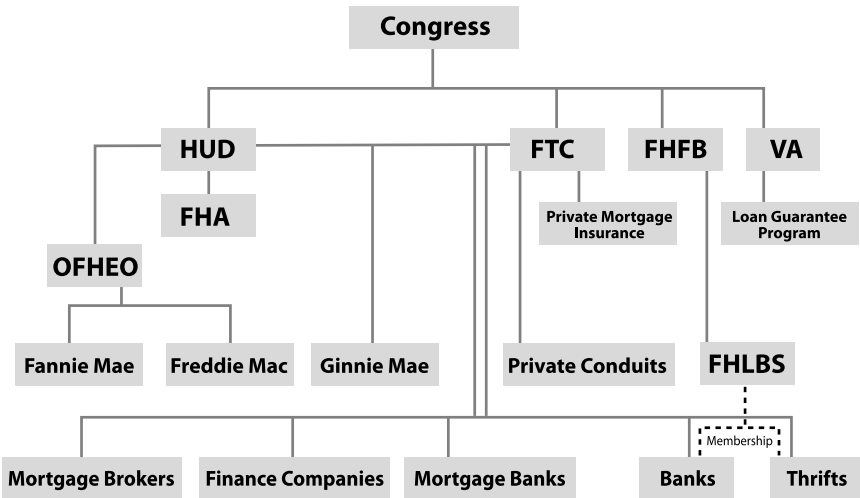 Congress
HUD
FTC
FHFB
VA
FHA
Private Mortgage
Insurance
Loan Guarantee
Program
OFHEO
Fannie Mae
Freddie Mac
Ginnie Mae
Private Conduits
FHLBS
Membership
Mortgage Brokers
Finance Companies
Mortgage Banks
Banks
Thrifts